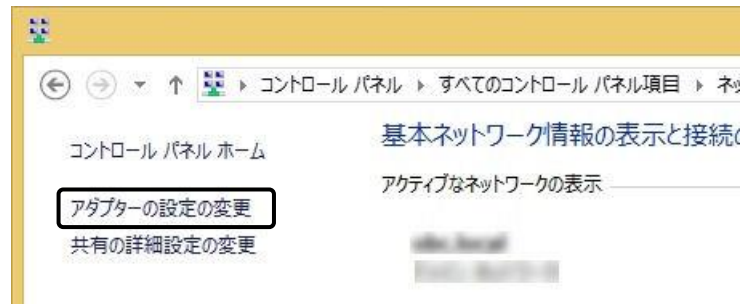 コントロール パネル ▸ すべてのコントロール パネル項目 ▸ ネッ
コントロール パネル ホーム
アダプターの設定の変更
共有の詳細設定の変更
基本ネットワーク情報の表示と接続の
アクティブなネットワークの表示